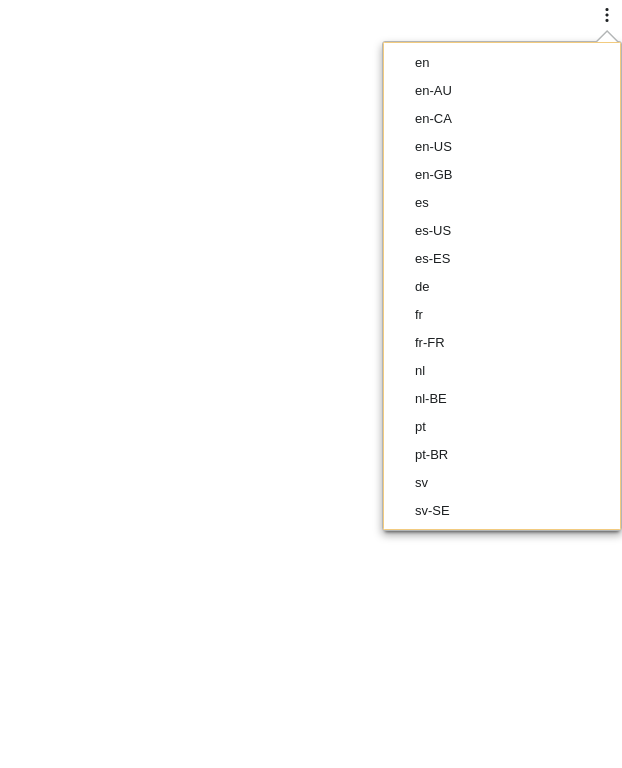 en
en-AU
en-CA
en-US
en-GB
es
es-US
es-ES
de
fr
fr-FR
nl
nl-BE
pt
pt-BR
sv
sv-SE